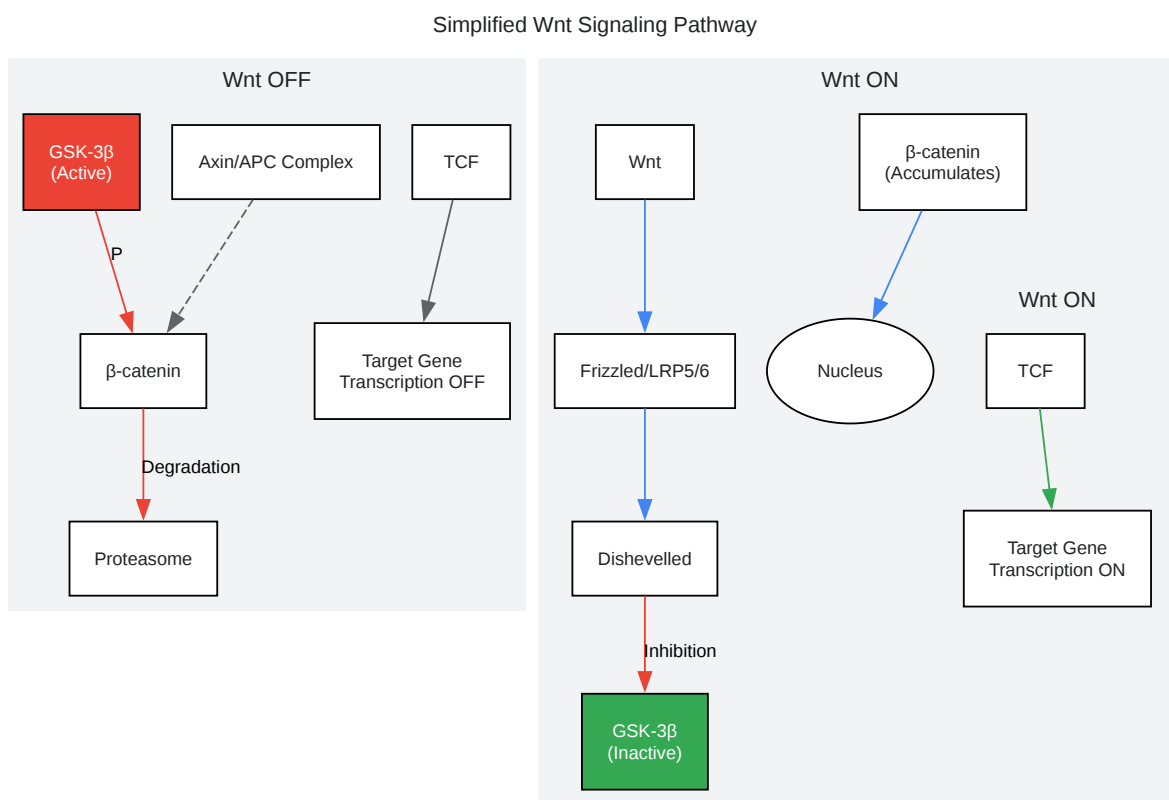 Simplified Wnt Signaling Pathway
Wnt OFF
GSK-3β
(Active)
Axin/APC Complex
TCF
P
β-catenin
Target Gene
Transcription OFF
Degradation
Proteasome
Wnt ON
Wnt
β-catenin
(Accumulates)
Wnt ON
Frizzled/LRP5/6
Nucleus
TCF
Dishevelled
Target Gene
Transcription ON
Inhibition
GSK-3β
(Inactive)